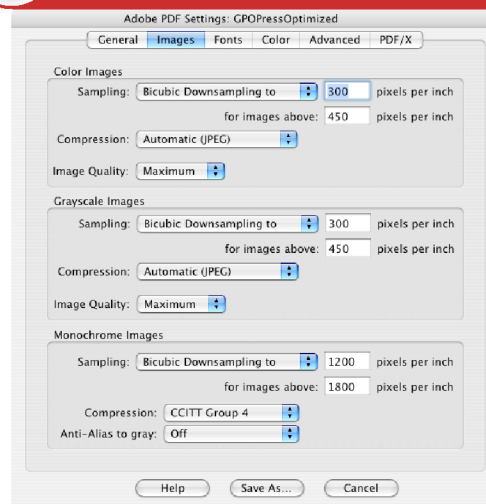 Adobe PDF Settings: GPOPressOptimized
General Images Fonts Color Advanced PDF/X
Color Images
Sampling: Bicubic Downsampling to 300 pixels per inch
for images above: 450 pixels per inch
Compression: Automatic (JPEG)
Image Quality: Maximum
Grayscale Images
Sampling: Bicubic Downsampling to 300 pixels per inch
for images above: 450 pixels per inch
Compression: Automatic (JPEG)
Image Quality: Maximum
Monochrome Images
Sampling: Bicubic Downsampling to 1200 pixels per inch
for images above: 1800 pixels per inch
Compression: CCITT Group 4
Anti-Alias to gray: Off
Help Save As... Cancel